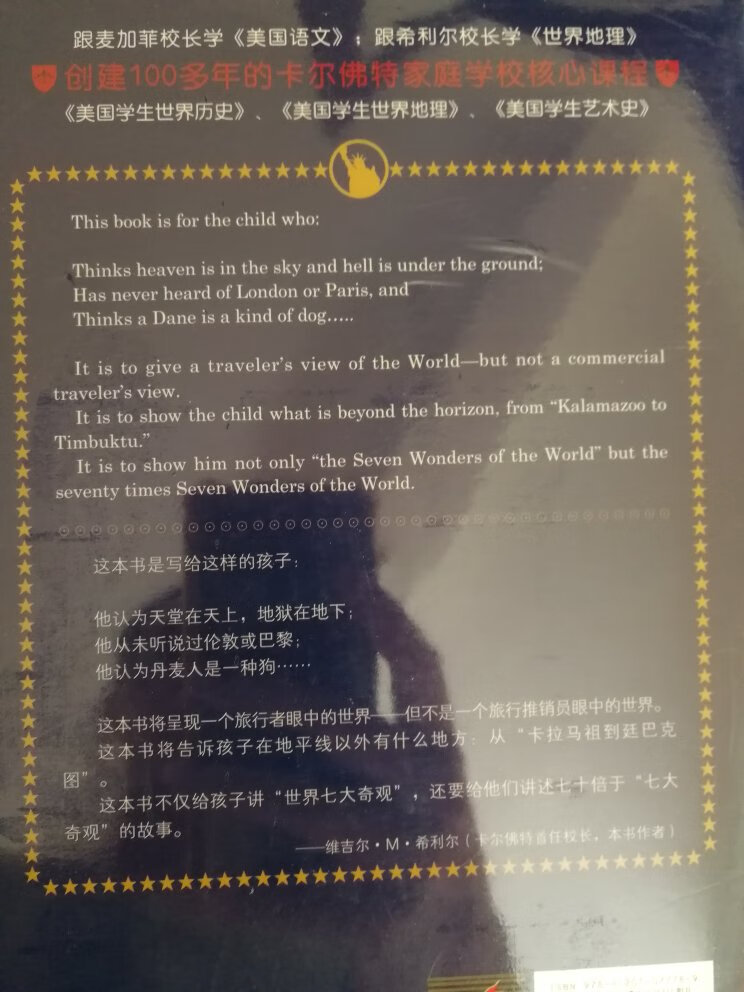 跟麦加菲校长学《美国语文》；跟希利尔校长学《世界地理》
创建100多年的卡尔佛特家庭学校核心课程
《美国学生世界历史》、《美国学生世界地理》、《美国学生艺术史》
This book is for the child who:
Thinks heaven is in the sky and hell is under the ground;
Has never heard of London or Paris, and
Thinks a Dane is a kind of dog.....
It is to give a traveler's view of the World—but not a commercial
traveler's view.
It is to show the child what is beyond the horizon, from “Kalamazoo to
Timbuktu.”
It is to show him not only “the Seven Wonders of the World” but the
seventy times Seven Wonders of the World.
这本书是写给这样的孩子：
他认为天堂在天上，地狱在地下；
他从未听说过伦敦或巴黎；
他认为丹麦人是一种狗……
这本书将呈现一个旅行者眼中的世界——但不是一个旅行推销员眼中的世界。
这本书将告诉孩子在地平线以外有什么地方：从“卡拉马祖到廷巴克
图”。
这本书不仅给孩子讲“世界七大奇观”，还要给他们讲述七十倍于“七大
奇观”的故事。
——维吉尔·M·希利尔（卡尔佛特首任校长，本书作者）
ISBN